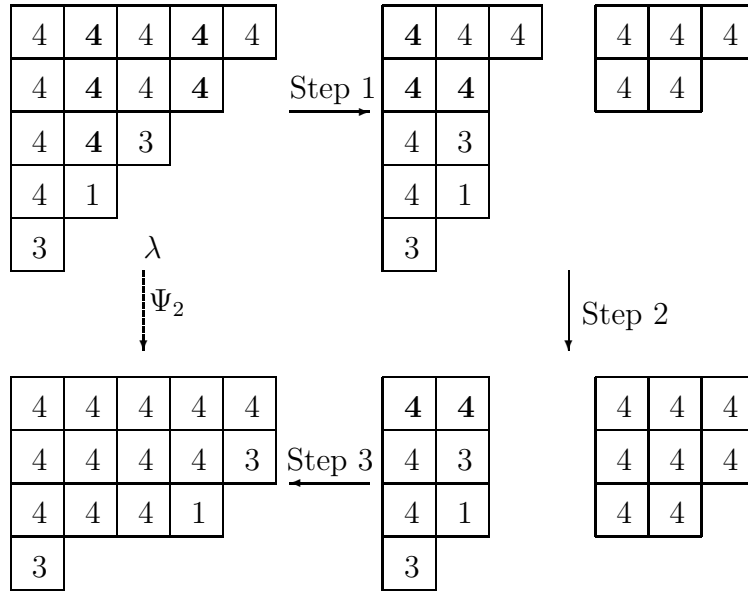 4 4 4 4 4 4 4 4 4 4 4
4 4 4 4 Step 1 4 4 4 4
4 4 3 4 3
4 1 4 1
3 λ 3
Ψ2 Step 2
4 4 4 4 4 4 4 4 4 4
4 4 4 4 3 Step 3 4 3 4 4 4
4 4 4 1 4 1 4 4
3 3